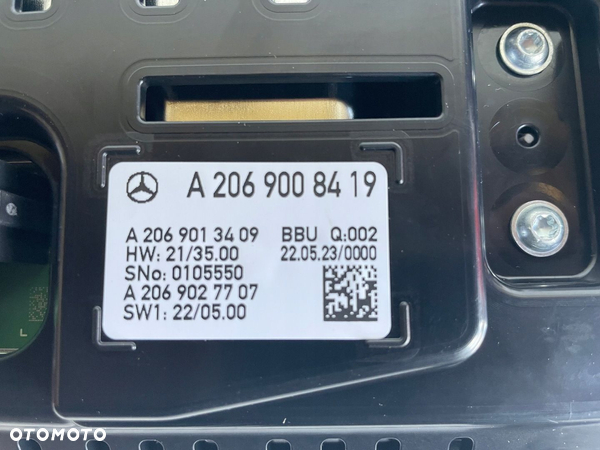 A 206 900 84 19
A 206 901 34 09 BBU Q:002
HW: 21/35.00 22.05.23/0000
SNo: 0105550
A 206 902 77 07
SW1: 22/05.00
L
OTOMOTO